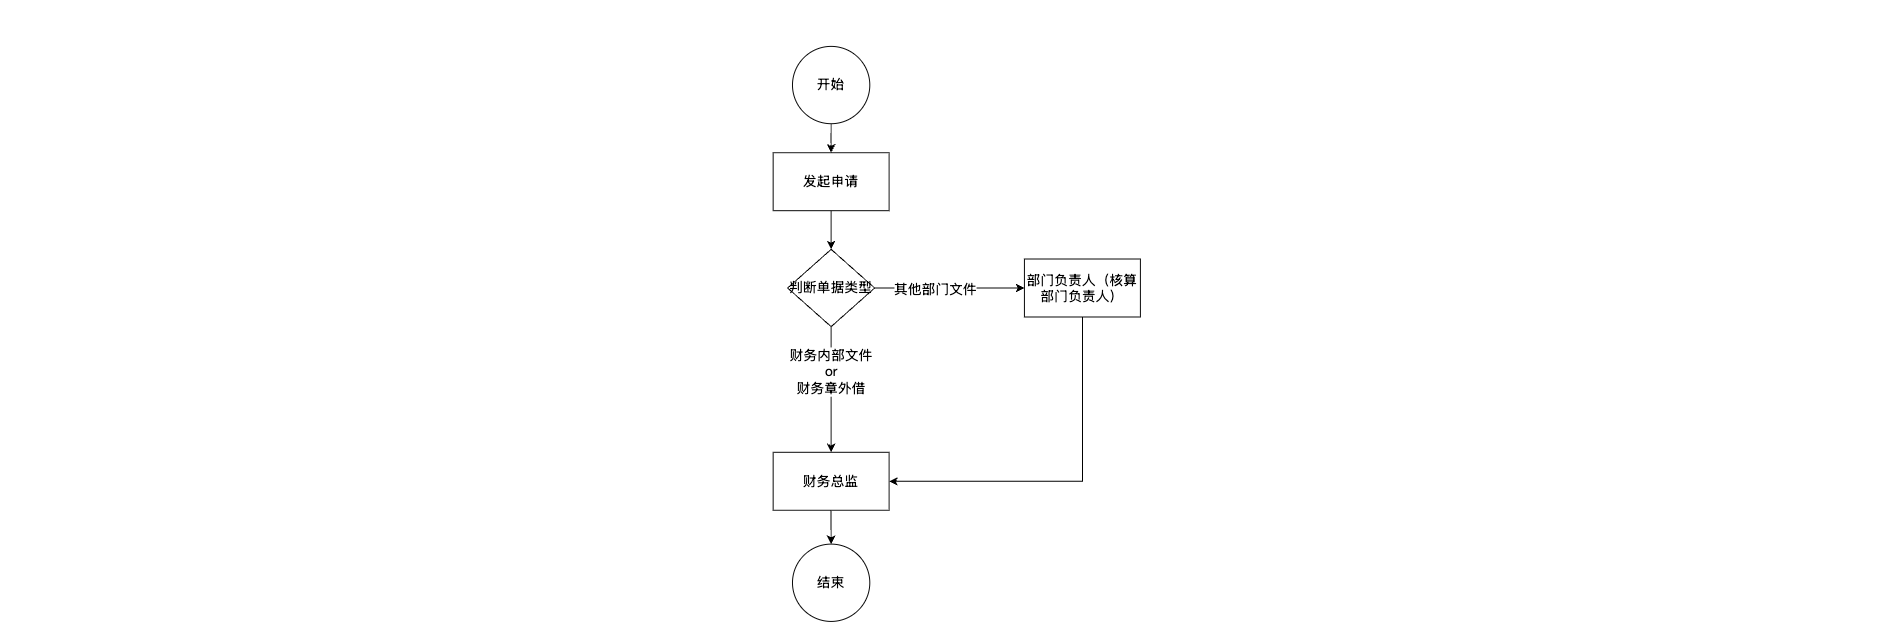 开始
发起申请
判断单据类型
其他部门文件
部门负责人（核算
部门负责人）
财务内部文件
or
财务章外借
财务总监
结束